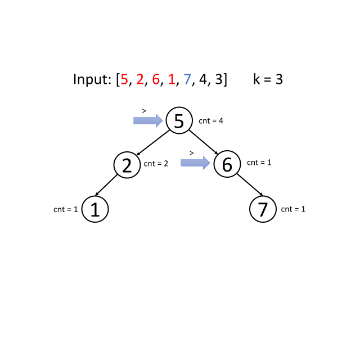 Input: [5, 2, 6, 1, 7, 4, 3] k = 3
>
5 cnt = 4
>
2 cnt = 2
6 cnt = 1
cnt = 1 1
7 cnt = 1